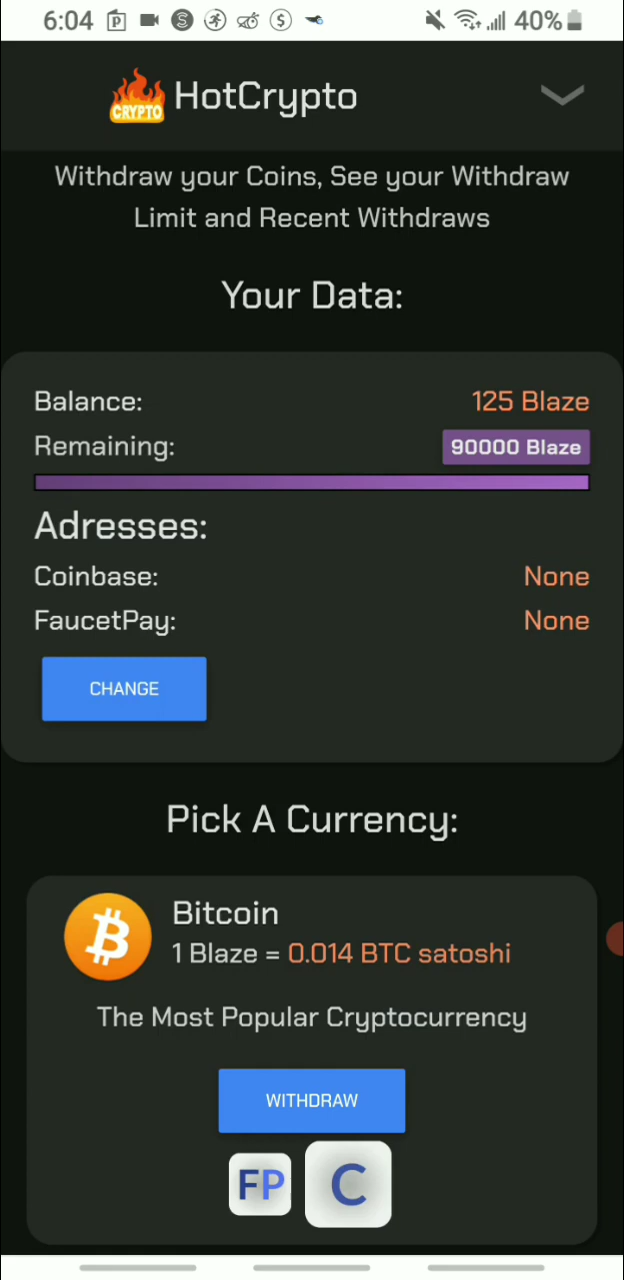 6:04
40%
CRYPTO
HotCrypto
Withdraw your Coins, See your Withdraw
Limit and Recent Withdraws
Your Data:
Balance: 125 Blaze
Remaining: 90000 Blaze
Adresses:
Coinbase: None
FaucetPay: None
CHANGE
Pick A Currency:
Bitcoin
1 Blaze = 0.014 BTC satoshi
The Most Popular Cryptocurrency
WITHDRAW
FP C